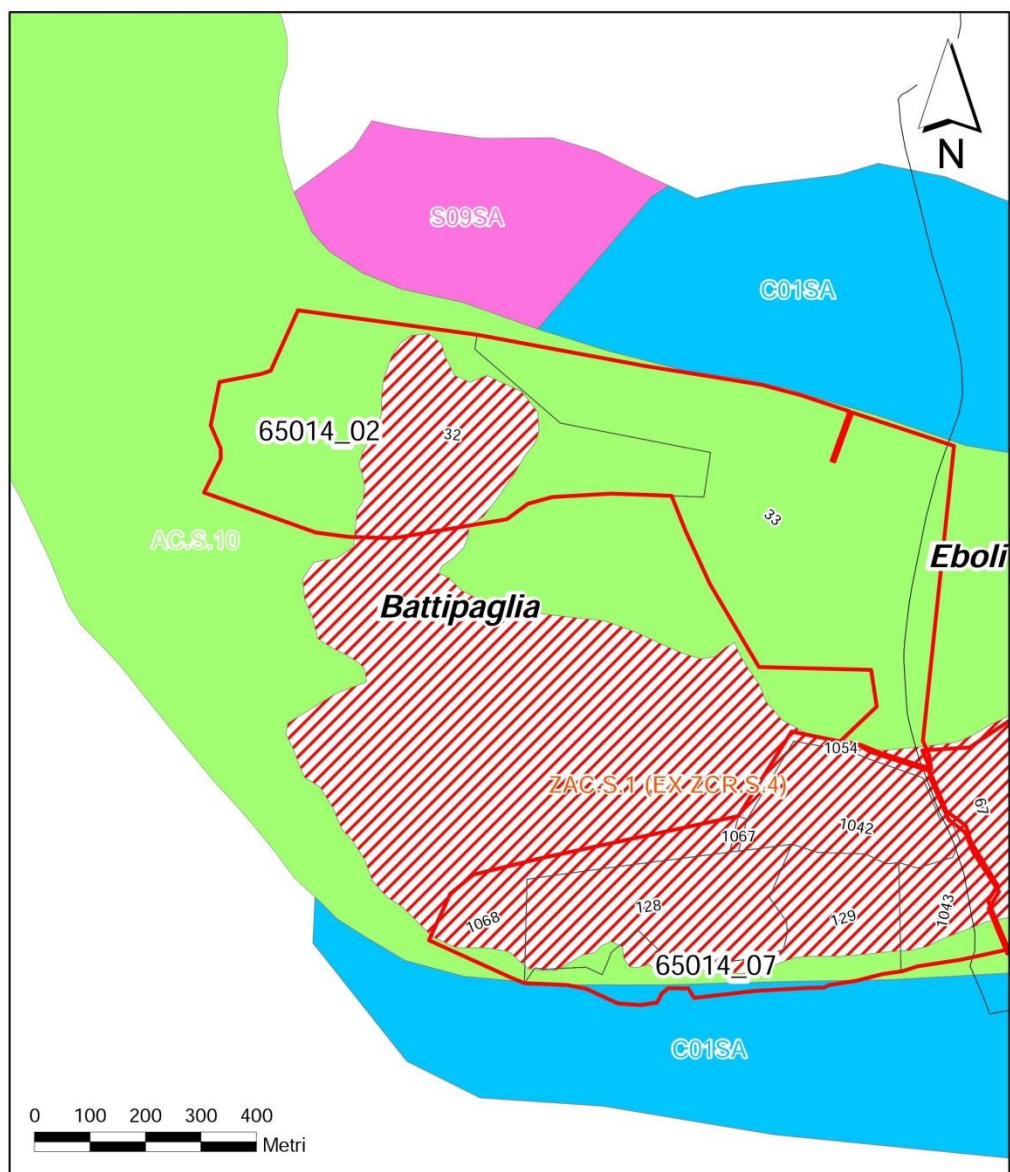 N
S09SA
C01SA
65014_02
32
33
AC.S.10
Eboli
Battipaglia
1054
ZAC.S.1 (EX ZCR.S.4)
67
1042
1067
128
1043
1068
129
65014_07
C01SA
0 100 200 300 400
Metri